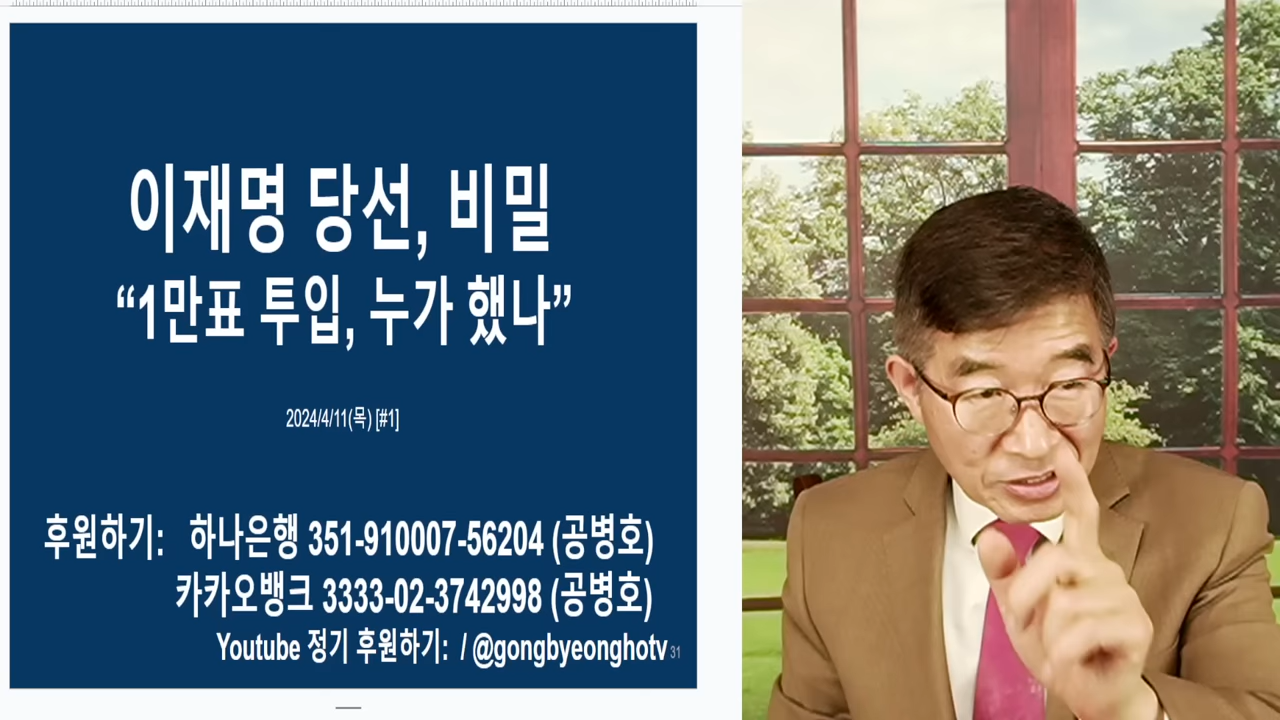 이재명 당선, 비밀
“1만표 투입, 누가 했나”
2024/4/11(목) [#1]
후원하기: 하나은행 351-910007-56204 (공병호)
카카오뱅크 3333-02-3742998 (공병호)
Youtube 정기 후원하기: / @gongbyeonghotv
31